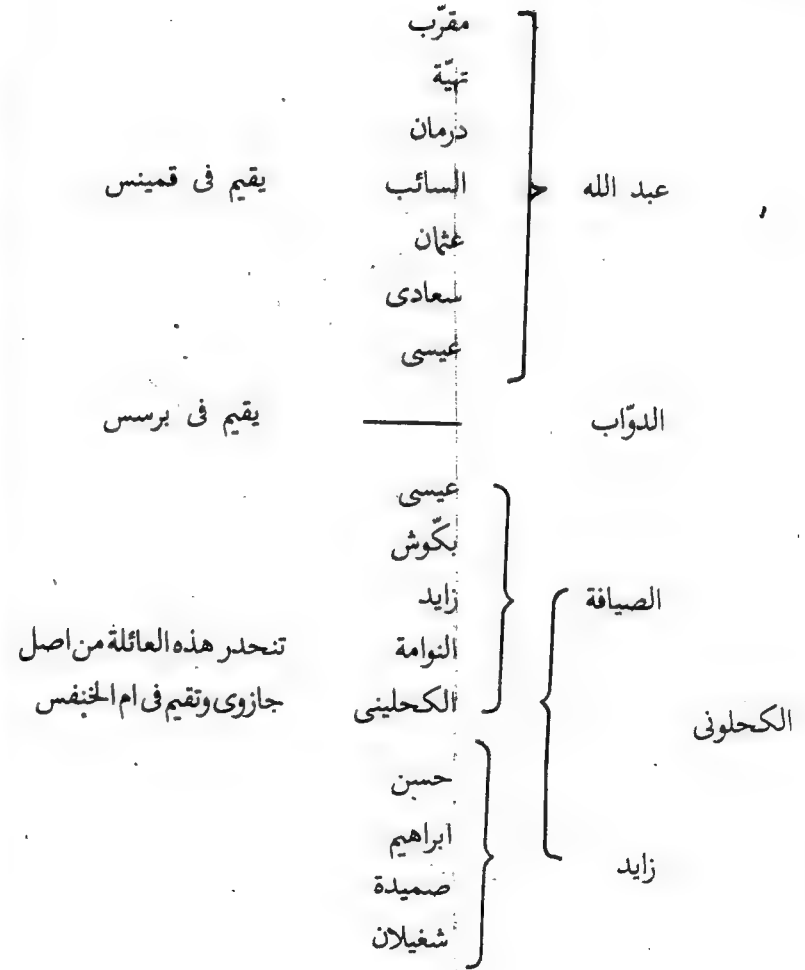 مقرّب
تهيّة
درمان
عبد الله السائب يقيم فى قمينس
عثمان
سعادى
عيسى
الدوّاب يقيم فى برسس
عيسى
بكّوش
الصيافة زايد
النوامة تنحدر هذه العائلة من اصل
الكحلينى جازوى وتقيم فى ام الخنفس
الكحلونى
حسن
ابراهيم
زايد
صميدة
شغيلان